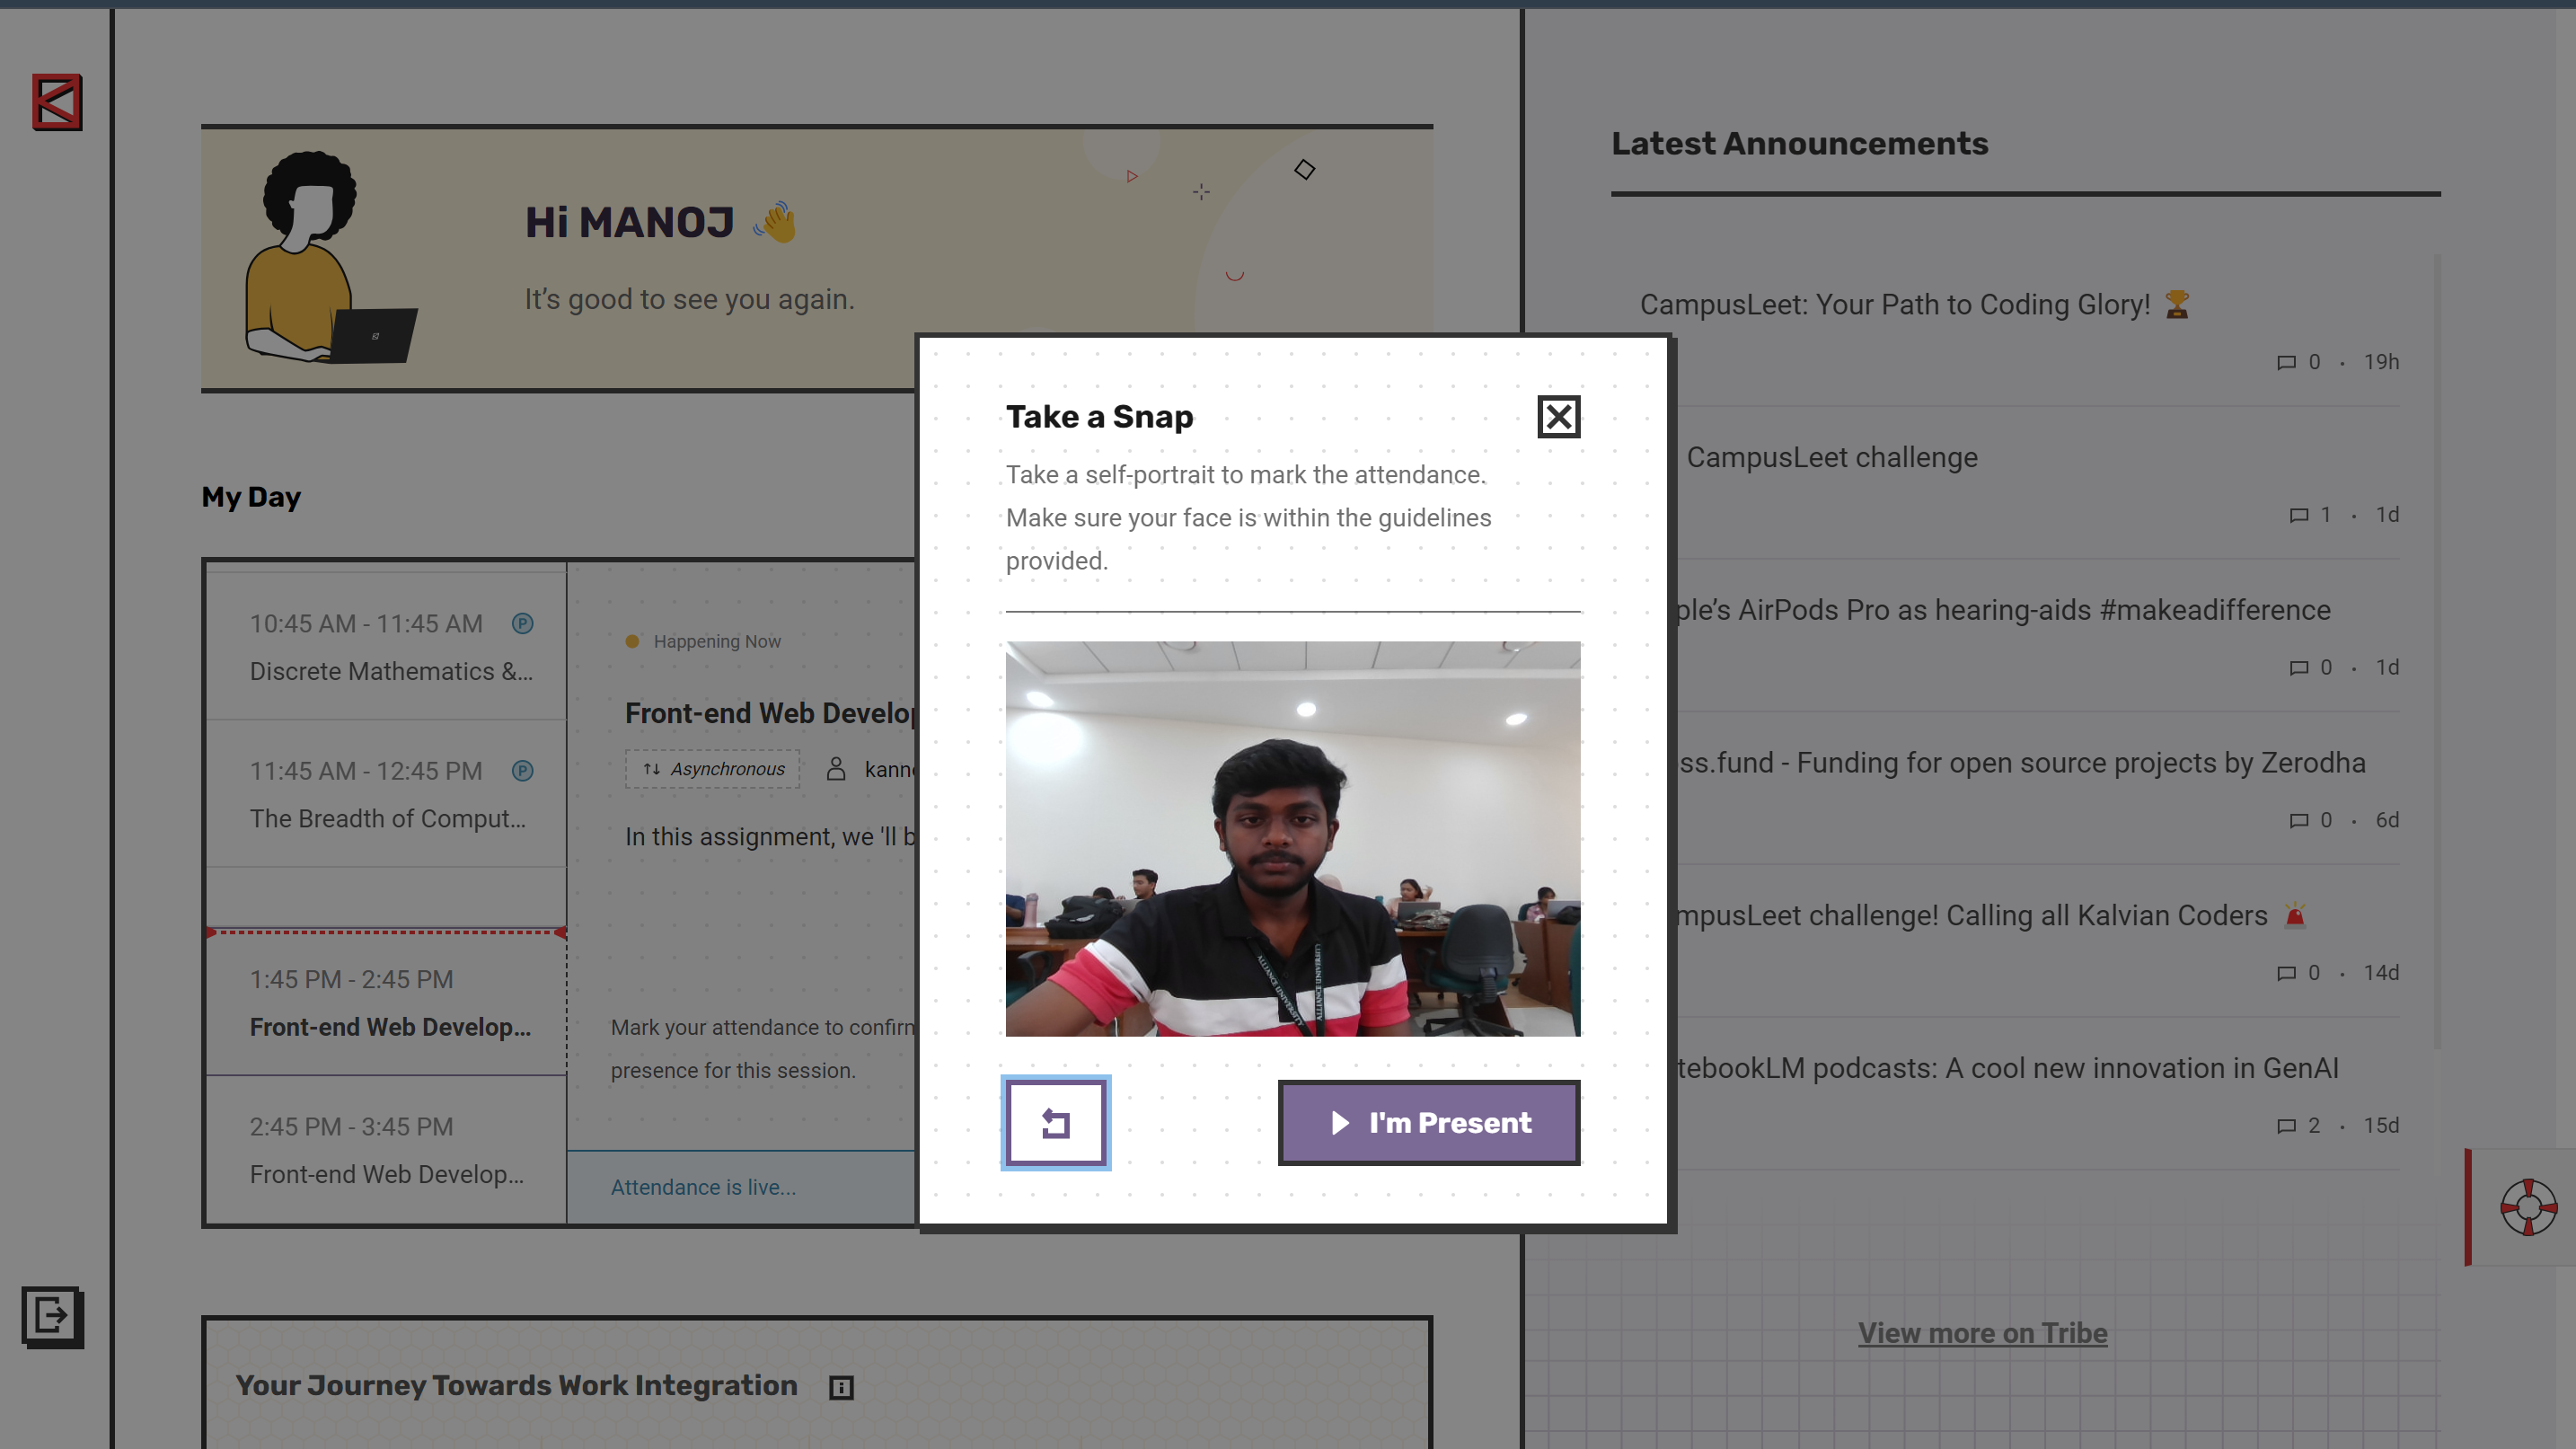 Hi MANOJ 👋
It's good to see you again.
My Day
10:45 AM - 11:45 AM P
Discrete Mathematics &...
11:45 AM - 12:45 PM P
The Breadth of Comput...
1:45 PM - 2:45 PM
Front-end Web Develop...
2:45 PM - 3:45 PM
Front-end Web Develop...
Happening Now
Front-end Web Develop
Asynchronous
In this assignment, we 'll b
Mark your attendance to confirm
presence for this session.
Attendance is live...
Your Journey Towards Work Integration
Take a Snap
Take a self-portrait to mark the attendance.
Make sure your face is within the guidelines
provided.
I'm Present
Latest Announcements
CampusLeet: Your Path to Coding Glory! 🏆
0 · 19h
CampusLeet challenge
1 · 1d
ple's AirPods Pro as hearing-aids #makeadifference
0 · 1d
ss.fund - Funding for open source projects by Zerodha
0 · 6d
mpusLeet challenge! Calling all Kalvian Coders 🚨
0 · 14d
tebookLM podcasts: A cool new innovation in GenAI
2 · 15d
View more on Tribe